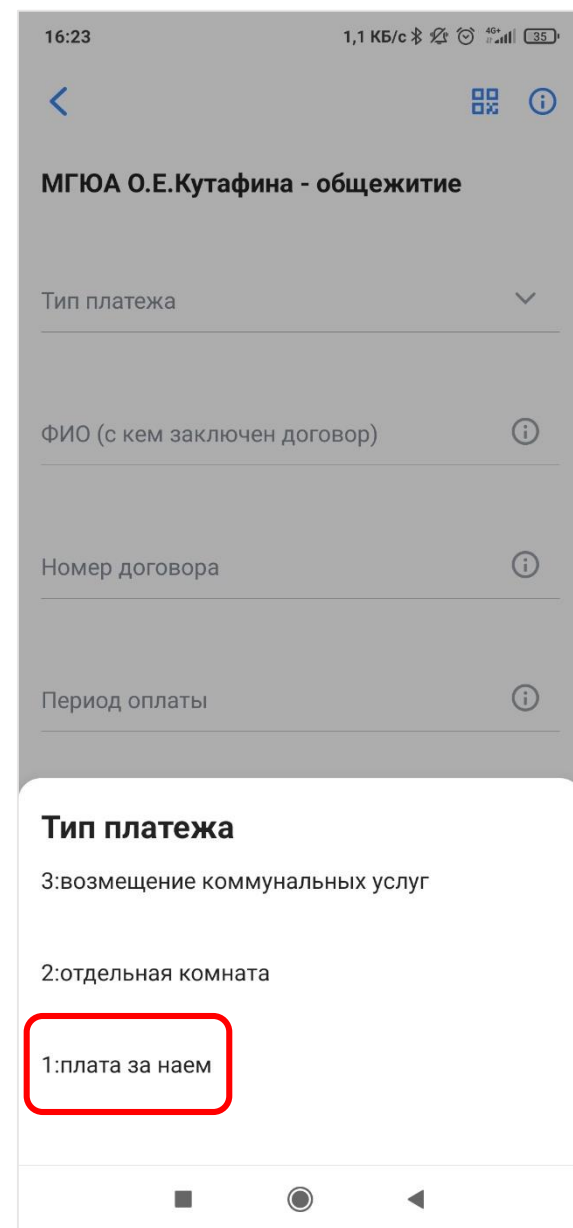 16:23
1,1 КБ/с
4G+
35
МГЮА О.Е.Кутафина - общежитие
Тип платежа
ФИО (с кем заключен договор)
Номер договора
Период оплаты
Тип платежа
3:возмещение коммунальных услуг
2:отдельная комната
1:плата за наем